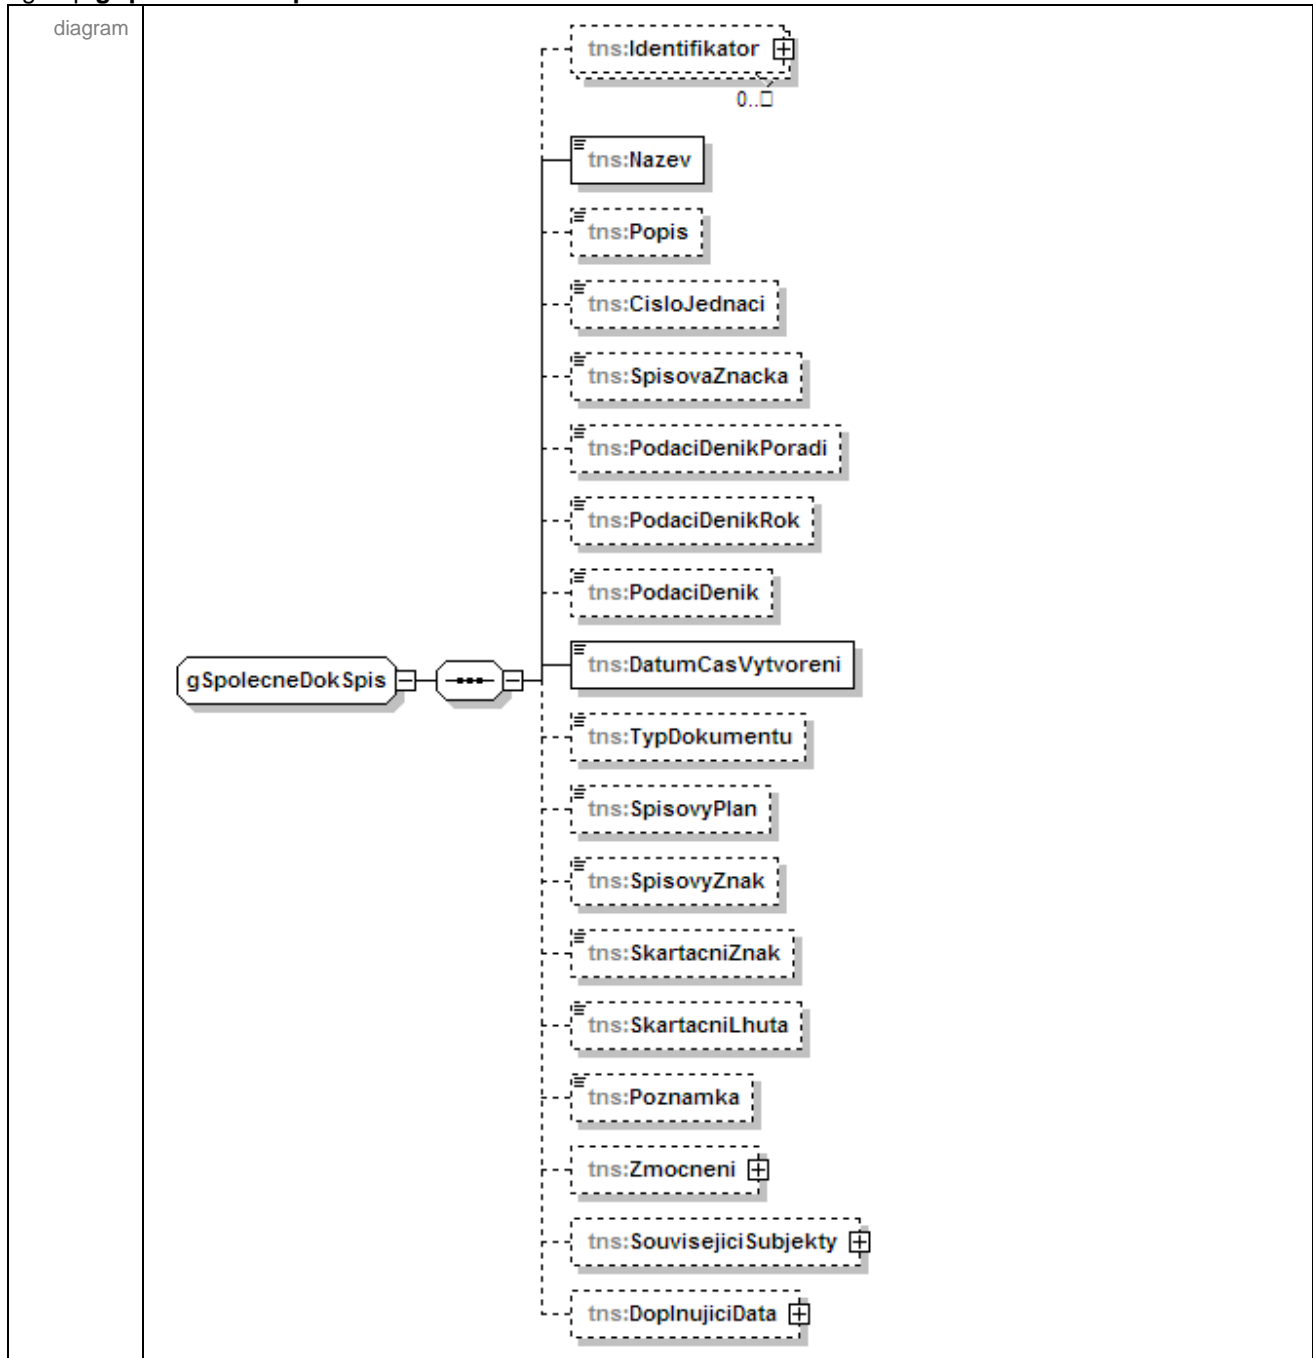 diagram
tns:Identifikator
0..□
tns:Nazev
tns:Popis
tns:CisloJednaci
tns:SpisovaZnacka
tns:PodaciDenikPoradi
tns:PodaciDenikRok
tns:PodaciDenik
tns:DatumCasVytvoreni
gSpolecneDokSpis
tns:TypDokumentu
tns:SpisovyPlan
tns:SpisovyZnak
tns:SkartacniZnak
tns:SkartacniLhuta
tns:Poznamka
tns:Zmocneni
tns:SouvisejiciSubjekty
tns:DoplnujiciData